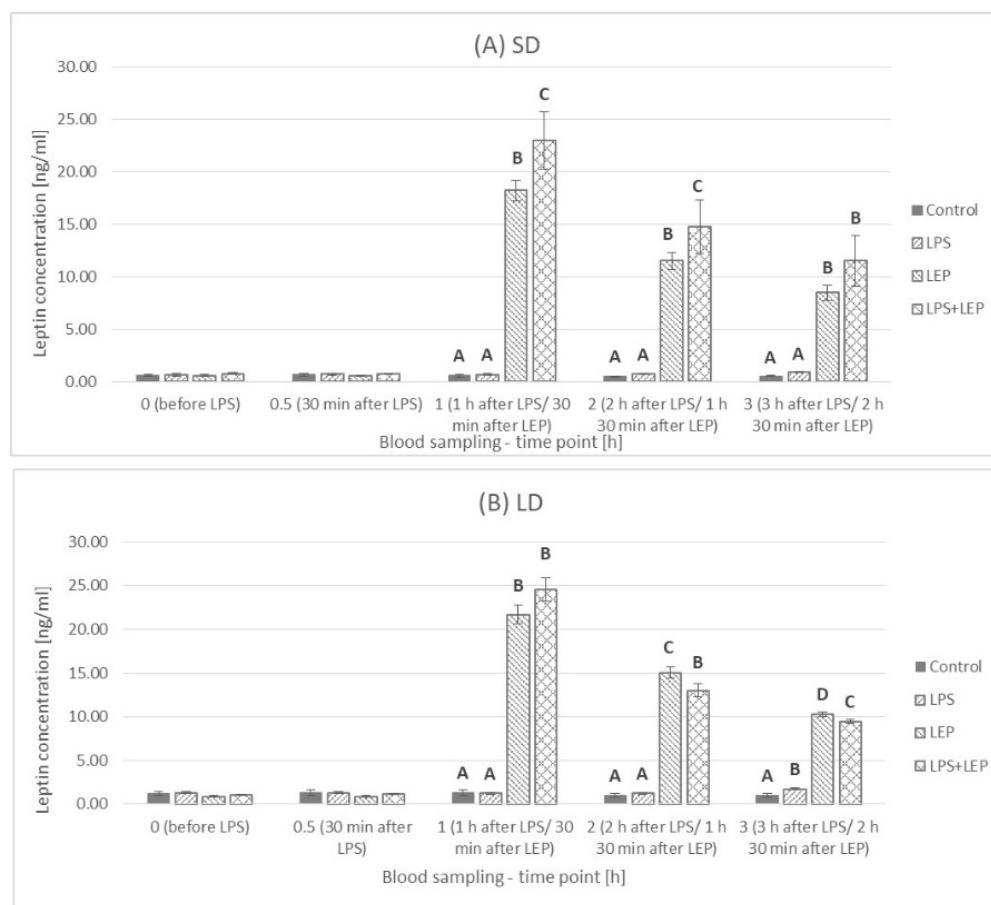 (A) SD
30.00
25.00
20.00
15.00
10.00
5.00
0.00
Leptin concentration [ng/ml]
C
B
A A
C
B
A A
B
B
A A
0 (before LPS)
0.5 (30 min after LPS)
1 (1 h after LPS/ 30
min after LEP)
2 (2 h after LPS/ 1 h
30 min after LEP)
3 (3 h after LPS/ 2 h
30 min after LEP)
Blood sampling - time point [h]
Control
LPS
LEP
LPS+LEP
(B) LD
30.00
25.00
20.00
15.00
10.00
5.00
0.00
Leptin concentration [ng/ml]
B
B
A A
C
B
A A
D
C
A B
0 (before LPS)
0.5 (30 min after
LPS)
1 (1 h after LPS/ 30
min after LEP)
2 (2 h after LPS/ 1 h
30 min after LEP)
3 (3 h after LPS/ 2 h
30 min after LEP)
Blood sampling - time point [h]
Control
LPS
LEP
LPS+LEP